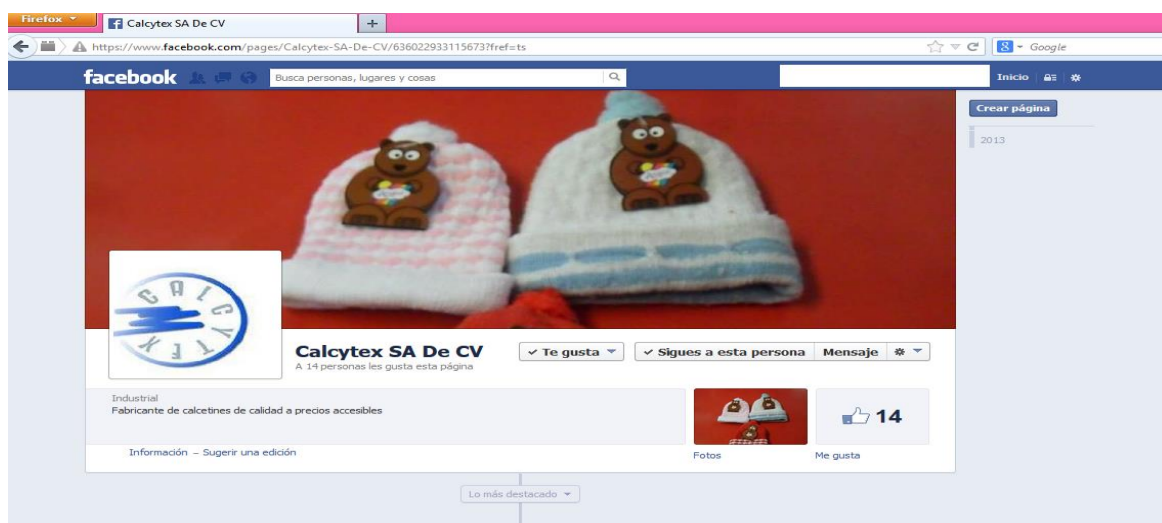 Firefox
Calcytex SA De CV
https://www.facebook.com/pages/Calcytex-SA-De-CV/636022933115673?fref=ts
Google
facebook
Busca personas, lugares y cosas
Inicio
Crear página
2013
CALCYTEX
Calcytex SA De CV
A 14 personas les gusta esta página
Te gusta
Sigues a esta persona
Mensaje
Industrial
Fabricante de calcetines de calidad a precios accesibles
14
Información – Sugerir una edición
Fotos
Me gusta
Lo más destacado